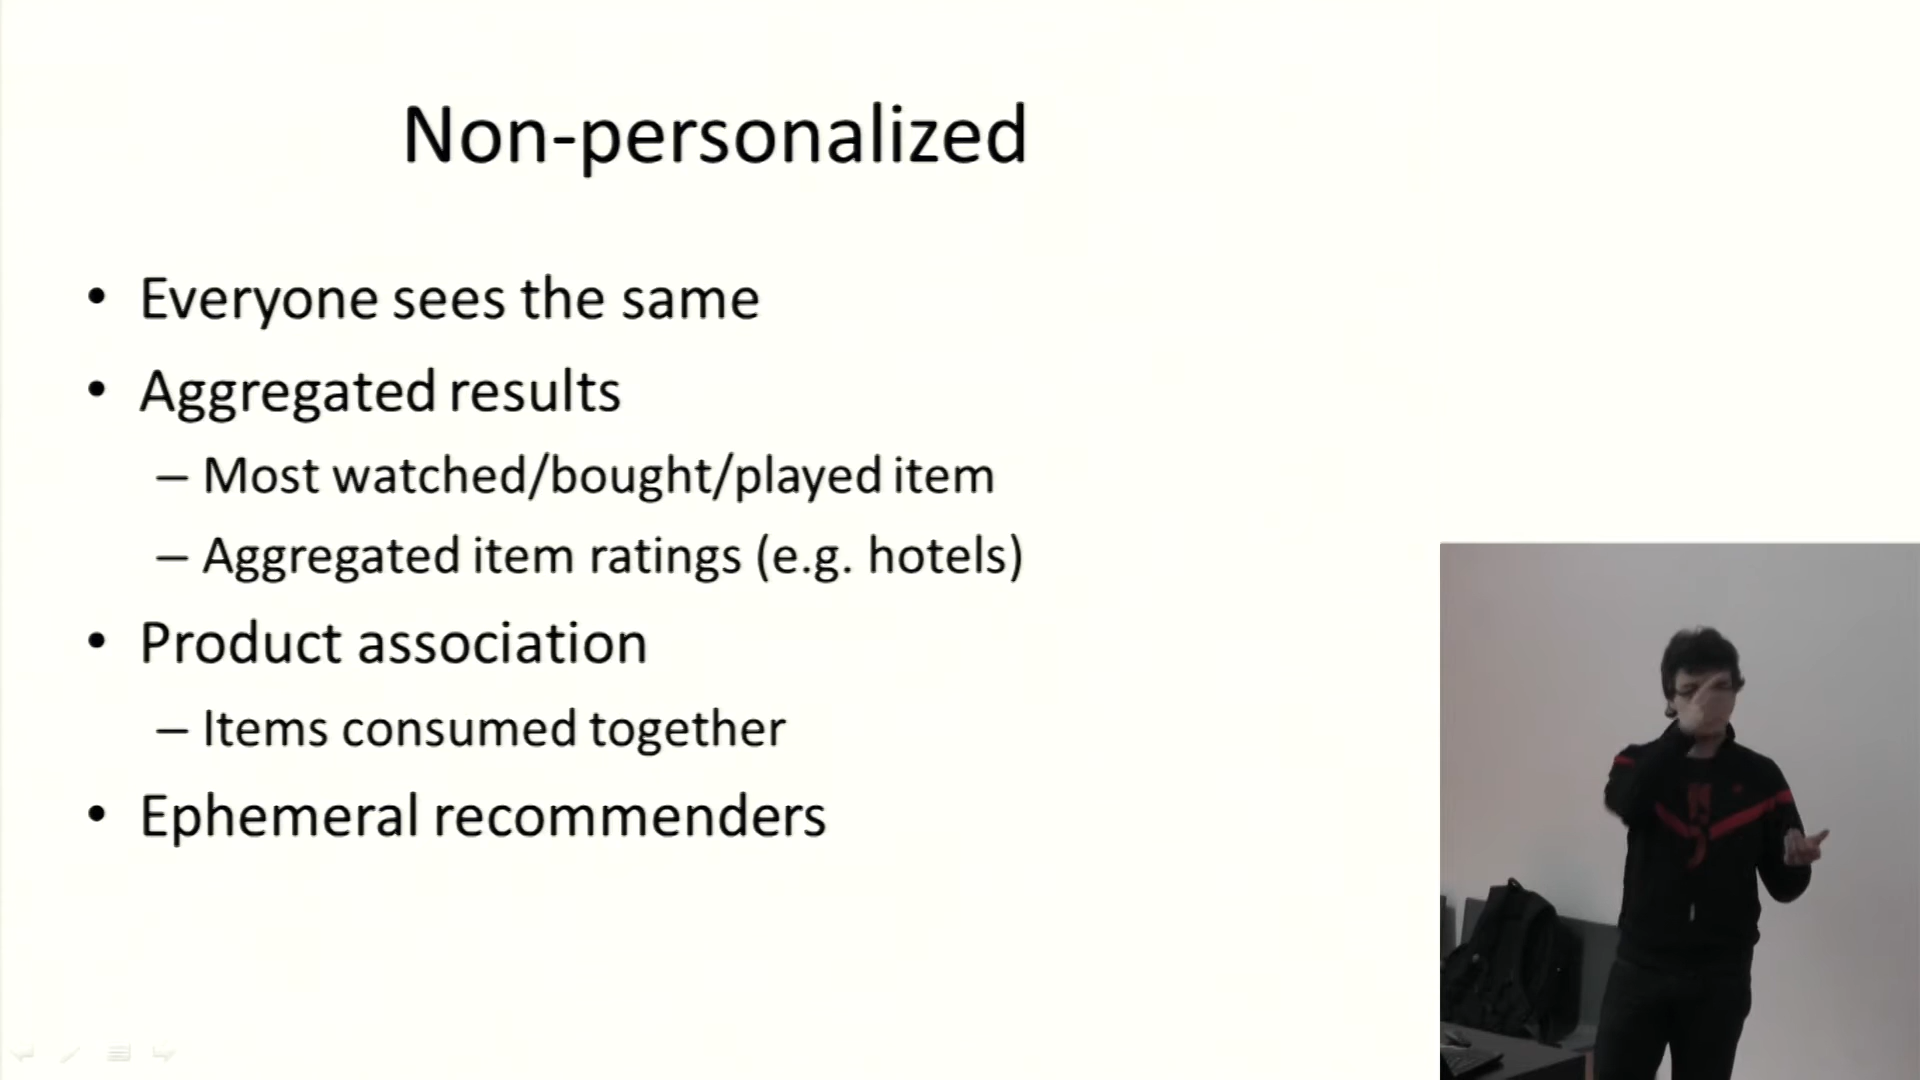 Non-personalized
• Everyone sees the same
• Aggregated results
– Most watched/bought/played item
– Aggregated item ratings (e.g. hotels)
• Product association
– Items consumed together
• Ephemeral recommenders